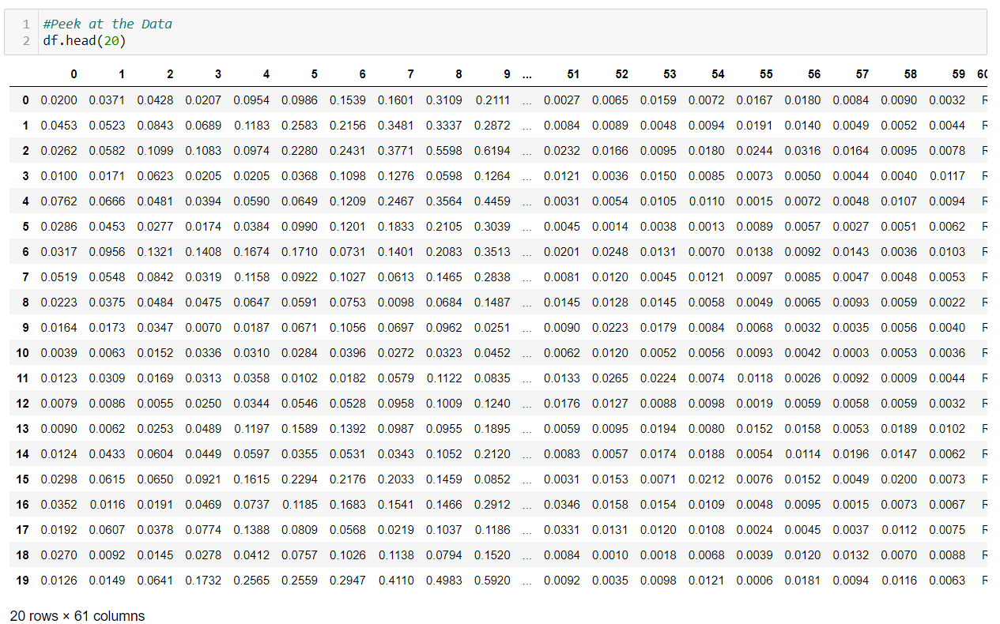 1 #Peek at the Data
2 df.head(20)
0 1 2 3 4 5 6 7 8 9 ... 51 52 53 54 55 56 57 58 59 60
0 0.0200 0.0371 0.0428 0.0207 0.0954 0.0986 0.1539 0.1601 0.3109 0.2111 ... 0.0027 0.0065 0.0159 0.0072 0.0167 0.0180 0.0084 0.0090 0.0032 R
1 0.0453 0.0523 0.0843 0.0689 0.1183 0.2583 0.2156 0.3481 0.3337 0.2872 ... 0.0084 0.0089 0.0048 0.0094 0.0191 0.0140 0.0049 0.0052 0.0044 R
2 0.0262 0.0582 0.1099 0.1083 0.0974 0.2280 0.2431 0.3771 0.5598 0.6194 ... 0.0232 0.0166 0.0095 0.0180 0.0244 0.0316 0.0164 0.0095 0.0078 R
3 0.0100 0.0171 0.0623 0.0205 0.0205 0.0368 0.1098 0.1276 0.0598 0.1264 ... 0.0121 0.0036 0.0150 0.0085 0.0073 0.0050 0.0044 0.0040 0.0117 R
4 0.0762 0.0666 0.0481 0.0394 0.0590 0.0649 0.1209 0.2467 0.3564 0.4459 ... 0.0031 0.0054 0.0105 0.0110 0.0015 0.0072 0.0048 0.0107 0.0094 R
5 0.0286 0.0453 0.0277 0.0174 0.0384 0.0990 0.1201 0.1833 0.2105 0.3039 ... 0.0045 0.0014 0.0038 0.0013 0.0089 0.0057 0.0027 0.0051 0.0062 R
6 0.0317 0.0956 0.1321 0.1408 0.1674 0.1710 0.0731 0.1401 0.2083 0.3513 ... 0.0201 0.0248 0.0131 0.0070 0.0138 0.0092 0.0143 0.0036 0.0103 R
7 0.0519 0.0548 0.0842 0.0319 0.1158 0.0922 0.1027 0.0613 0.1465 0.2838 ... 0.0081 0.0120 0.0045 0.0121 0.0097 0.0085 0.0047 0.0048 0.0053 R
8 0.0223 0.0375 0.0484 0.0475 0.0647 0.0591 0.0753 0.0098 0.0684 0.1487 ... 0.0145 0.0128 0.0145 0.0058 0.0049 0.0065 0.0093 0.0059 0.0022 R
9 0.0164 0.0173 0.0347 0.0070 0.0187 0.0671 0.1056 0.0697 0.0962 0.0251 ... 0.0090 0.0223 0.0179 0.0084 0.0068 0.0032 0.0035 0.0056 0.0040 R
10 0.0039 0.0063 0.0152 0.0336 0.0310 0.0284 0.0396 0.0272 0.0323 0.0452 ... 0.0062 0.0120 0.0052 0.0056 0.0093 0.0042 0.0003 0.0053 0.0036 R
11 0.0123 0.0309 0.0169 0.0313 0.0358 0.0102 0.0182 0.0579 0.1122 0.0835 ... 0.0133 0.0265 0.0224 0.0074 0.0118 0.0026 0.0092 0.0009 0.0044 R
12 0.0079 0.0086 0.0055 0.0250 0.0344 0.0546 0.0528 0.0958 0.1009 0.1240 ... 0.0176 0.0127 0.0088 0.0098 0.0019 0.0059 0.0058 0.0059 0.0032 R
13 0.0090 0.0062 0.0253 0.0489 0.1197 0.1589 0.1392 0.0987 0.0955 0.1895 ... 0.0059 0.0095 0.0194 0.0080 0.0152 0.0158 0.0053 0.0189 0.0102 R
14 0.0124 0.0433 0.0604 0.0449 0.0597 0.0355 0.0531 0.0343 0.1052 0.2120 ... 0.0083 0.0057 0.0174 0.0188 0.0054 0.0114 0.0196 0.0147 0.0062 R
15 0.0298 0.0615 0.0650 0.0921 0.1615 0.2294 0.2176 0.2033 0.1459 0.0852 ... 0.0031 0.0153 0.0071 0.0212 0.0076 0.0152 0.0049 0.0200 0.0073 R
16 0.0352 0.0116 0.0191 0.0469 0.0737 0.1185 0.1683 0.1541 0.1466 0.2912 ... 0.0346 0.0158 0.0154 0.0109 0.0048 0.0095 0.0015 0.0073 0.0067 R
17 0.0192 0.0607 0.0378 0.0774 0.1388 0.0809 0.0568 0.0219 0.1037 0.1186 ... 0.0331 0.0131 0.0120 0.0108 0.0024 0.0045 0.0037 0.0112 0.0075 R
18 0.0270 0.0092 0.0145 0.0278 0.0412 0.0757 0.1026 0.1138 0.0794 0.1520 ... 0.0084 0.0010 0.0018 0.0068 0.0039 0.0120 0.0132 0.0070 0.0088 R
19 0.0126 0.0149 0.0641 0.1732 0.2565 0.2559 0.2947 0.4110 0.4983 0.5920 ... 0.0092 0.0035 0.0098 0.0121 0.0006 0.0181 0.0094 0.0116 0.0063 R
20 rows × 61 columns